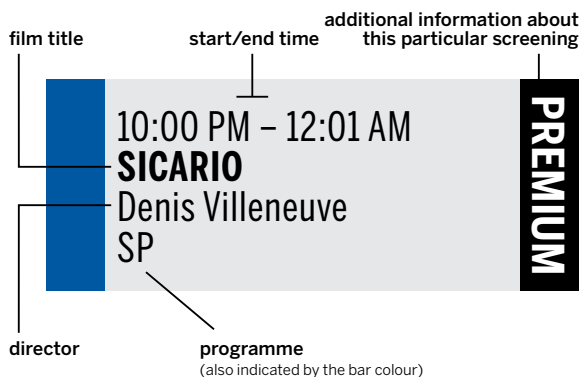 additional information about
this particular screening
film title
start/end time
10:00 PM – 12:01 AM
SICARIO
Denis Villeneuve
SP
PREMIUM
director
programme
(also indicated by the bar colour)